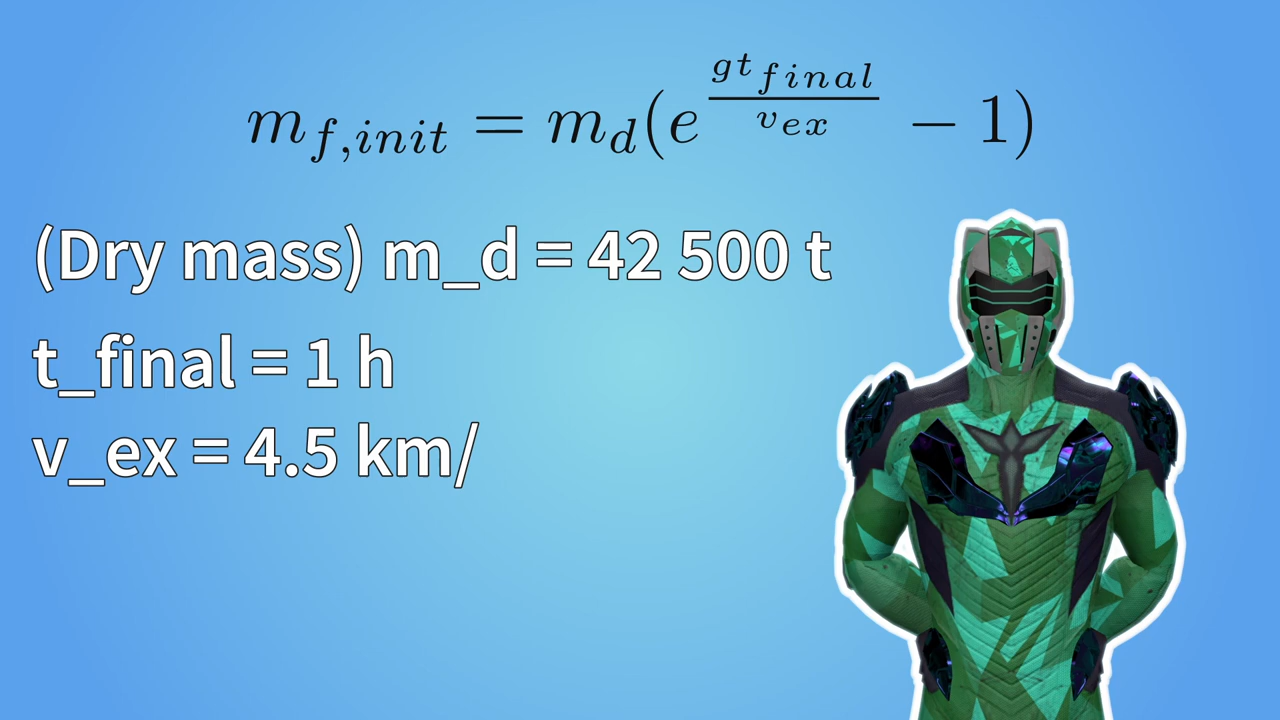 m_{f,init} = m_d(e^{\frac{gt_{final}}{v_{ex}}} - 1)
(Dry mass) m_d = 42 500 t
t_final = 1 h
v_ex = 4.5 km/